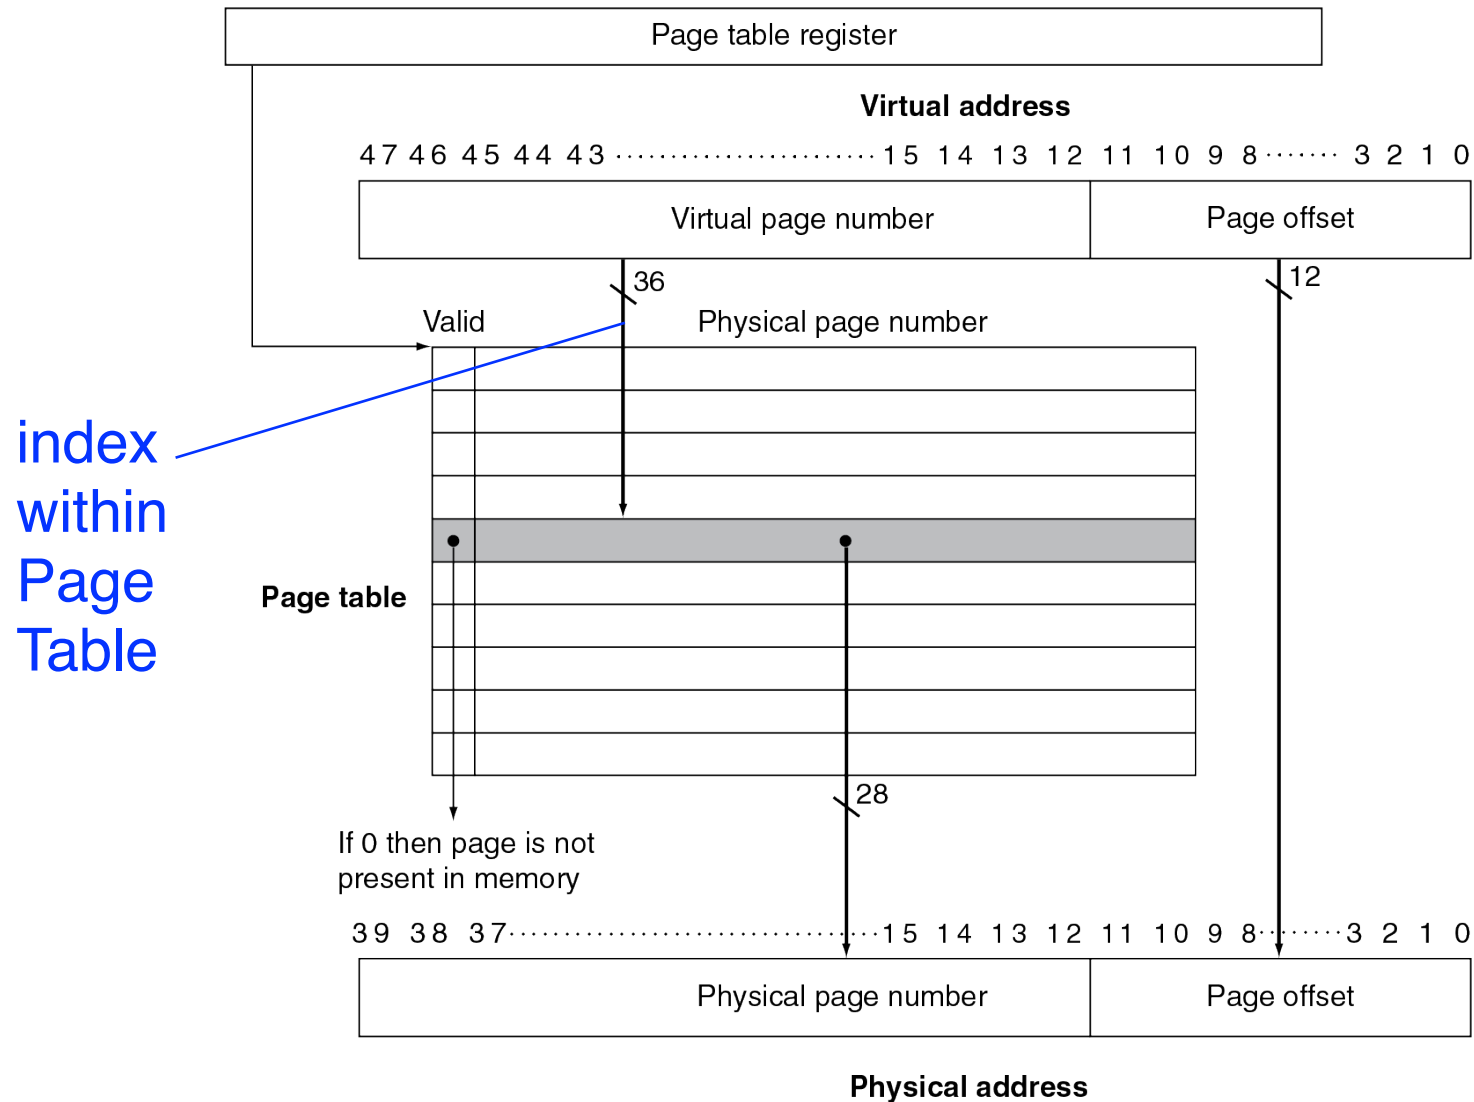 Page table register
Virtual address
47 46 45 44 43 ........................ 15 14 13 12 11 10 9 8 ....... 3 2 1 0
Virtual page number Page offset
36 12
Valid Physical page number
index
within
Page
Table
Page table
28
If 0 then page is not
present in memory
39 38 37 .................................. 15 14 13 12 11 10 9 8 ........ 3 2 1 0
Physical page number Page offset
Physical address